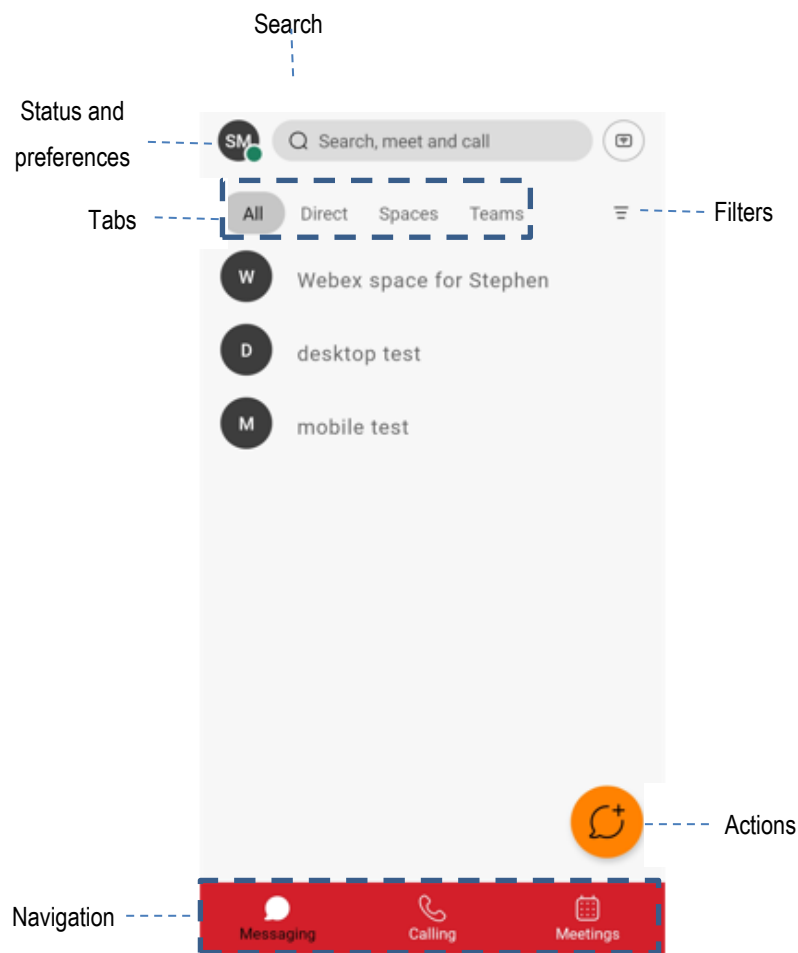 Search
Status and
preferences
SM
Search, meet and call
Tabs
All Direct Spaces Teams
Filters
W
Webex space for Stephen
D
desktop test
M
mobile test
Actions
Navigation
Messaging Calling Meetings